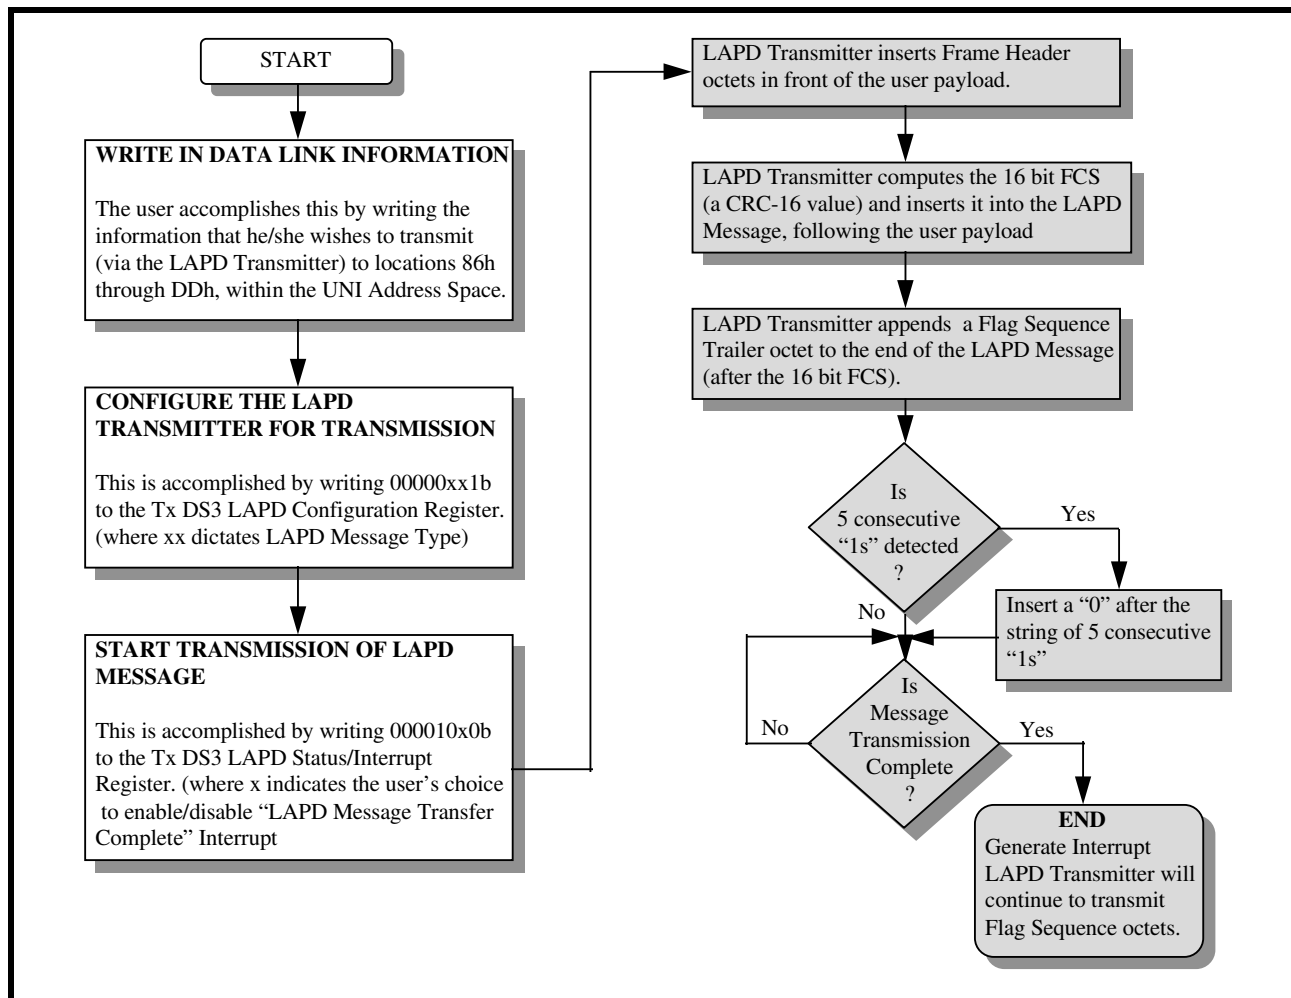 START
WRITE IN DATA LINK INFORMATION
The user accomplishes this by writing the
information that he/she wishes to transmit
(via the LAPD Transmitter) to locations 86h
through DDh, within the UNI Address Space.
CONFIGURE THE LAPD
TRANSMITTER FOR TRANSMISSION
This is accomplished by writing 00000xx1b
to the Tx DS3 LAPD Configuration Register.
(where xx dictates LAPD Message Type)
START TRANSMISSION OF LAPD
MESSAGE
This is accomplished by writing 000010x0b
to the Tx DS3 LAPD Status/Interrupt
Register. (where x indicates the user’s choice
to enable/disable “LAPD Message Transfer
Complete” Interrupt
LAPD Transmitter inserts Frame Header
octets in front of the user payload.
LAPD Transmitter computes the 16 bit FCS
(a CRC-16 value) and inserts it into the LAPD
Message, following the user payload
LAPD Transmitter appends a Flag Sequence
Trailer octet to the end of the LAPD Message
(after the 16 bit FCS).
Is
5 consecutive
“1s” detected
?
Yes
No
Insert a “0” after the
string of 5 consecutive
“1s”
Is
Message
Transmission
Complete
?
No
Yes
END
Generate Interrupt
LAPD Transmitter will
continue to transmit
Flag Sequence octets.